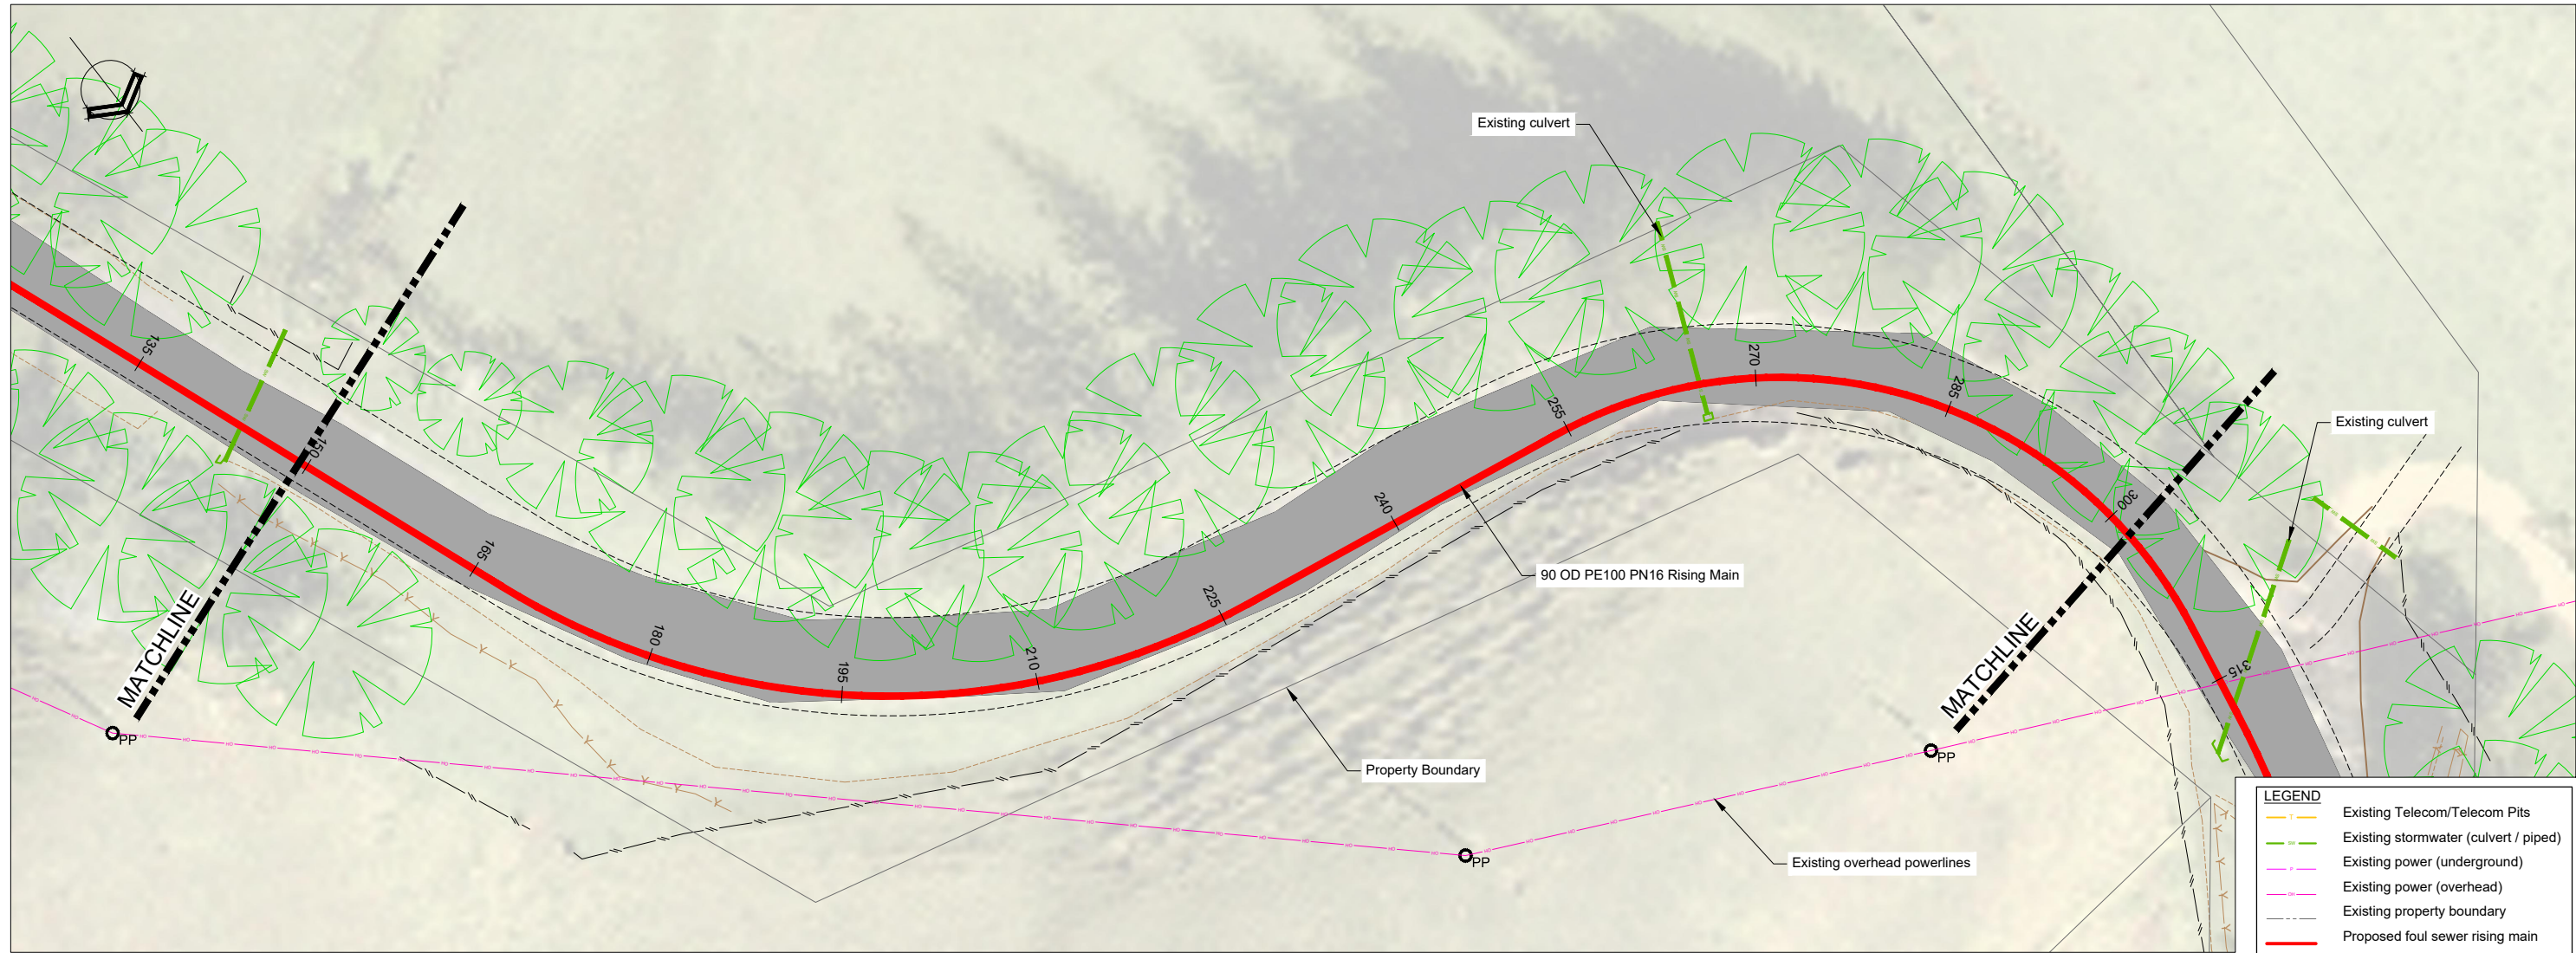 Existing culvert
135
150
165
180
195
210
225
240
255
270
285
300
315
Existing culvert
90 OD PE100 PN16 Rising Main
MATCHLINE
MATCHLINE
PP
PP
PP
Property Boundary
Existing overhead powerlines
LEGEND
T Existing Telecom/Telecom Pits
SW Existing stormwater (culvert / piped)
P Existing power (underground)
OH Existing power (overhead)
Existing property boundary
Proposed foul sewer rising main